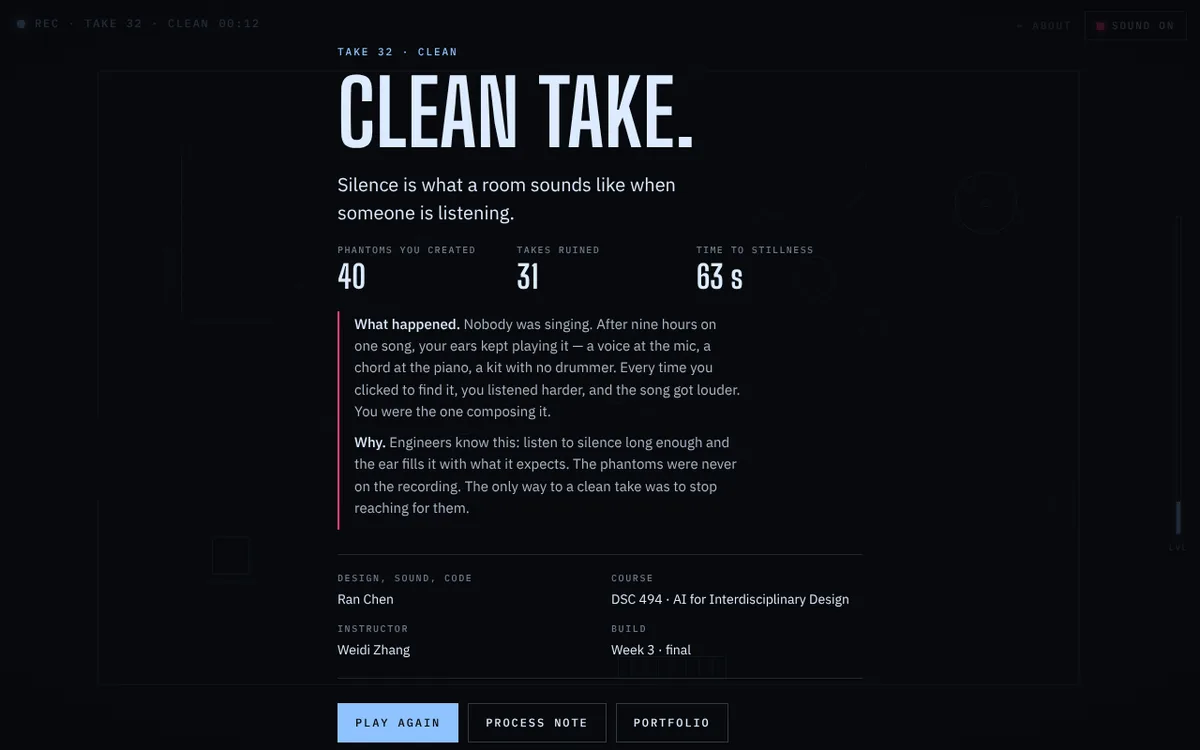 REC · TAKE 32 · CLEAN 00:12
← ABOUT
SOUND ON
TAKE 32 · CLEAN
CLEAN TAKE.
Silence is what a room sounds like when
someone is listening.
PHANTOMS YOU CREATED
40
TAKES RUINED
31
TIME TO STILLNESS
63 s
What happened. Nobody was singing. After nine hours on
one song, your ears kept playing it — a voice at the mic, a
chord at the piano, a kit with no drummer. Every time you
clicked to find it, you listened harder, and the song got louder.
You were the one composing it.
Why. Engineers know this: listen to silence long enough and
the ear fills it with what it expects. The phantoms were never
on the recording. The only way to a clean take was to stop
reaching for them.
DESIGN, SOUND, CODE
Ran Chen
COURSE
DSC 494 · AI for Interdisciplinary Design
INSTRUCTOR
Weidi Zhang
BUILD
Week 3 · final
PLAY AGAIN
PROCESS NOTE
PORTFOLIO